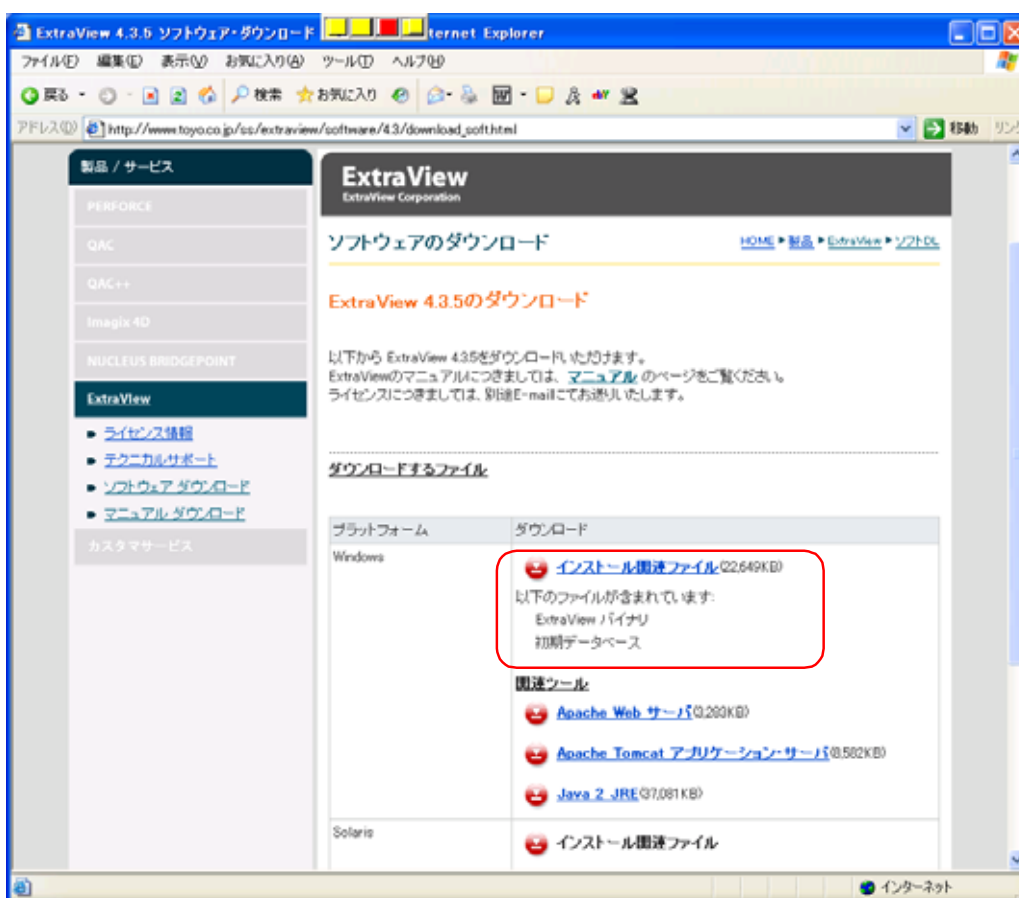 ExtraView 4.3.5 ソフトウェア・ダウンロード
ternet Explorer
ファイル(F) 編集(E) 表示(V) お気に入り(A) ツール(T) ヘルプ(H)
戻る 検索 お気に入り
アドレス(D) http://www.toyo.co.jp/ss/extraview/software/4.3/download_soft.html 移動 リンク
製品 / サービス
PERFORCE
QAC
QAC++
Imagix 4D
NUCLEUS BRIDGEPOINT
ExtraView
ライセンス情報
テクニカルサポート
ソフトウェア ダウンロード
マニュアル ダウンロード
カスタマサービス
ExtraView
ExtraView Corporation
ソフトウェアのダウンロード
HOME ▶ 製品 ▶ ExtraView ▶ ソフトDL
ExtraView 4.3.5のダウンロード
以下から ExtraView 4.3.5をダウンロードいただけます。
ExtraViewのマニュアルにつきましては、 マニュアル のページをご覧ください。
ライセンスにつきましては、別途E-mailにてお送りいたします。
ダウンロードするファイル
プラットフォーム ダウンロード
Windows
インストール関連ファイル(22,649KB)
以下のファイルが含まれています:
ExtraView バイナリ
初期データベース
関連ツール
Apache Web サーバ(3,283KB)
Apache Tomcat アプリケーション・サーバ(8,582KB)
Java 2 JRE(37,081KB)
Solaris
インストール関連ファイル
インターネット